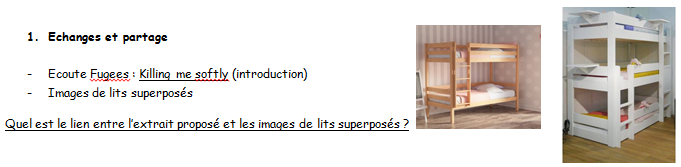 1. Echanges et partage
- Ecoute Fugees : Killing me softly (introduction)
- Images de lits superposés
Quel est le lien entre l'extrait proposé et les images de lits superposés ?